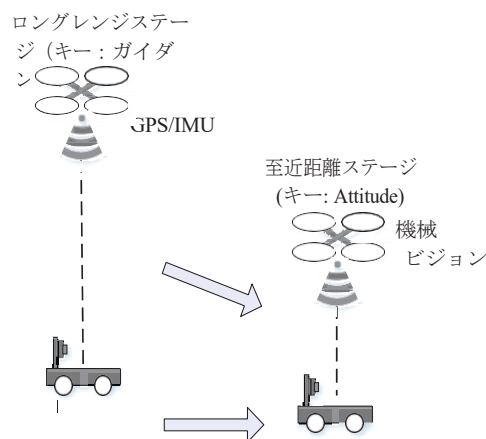 ロングレンジステー
ジ（キー：ガイダ
ン
GPS/IMU
至近距離ステージ
(キー: Attitude)
機械
ビジョン